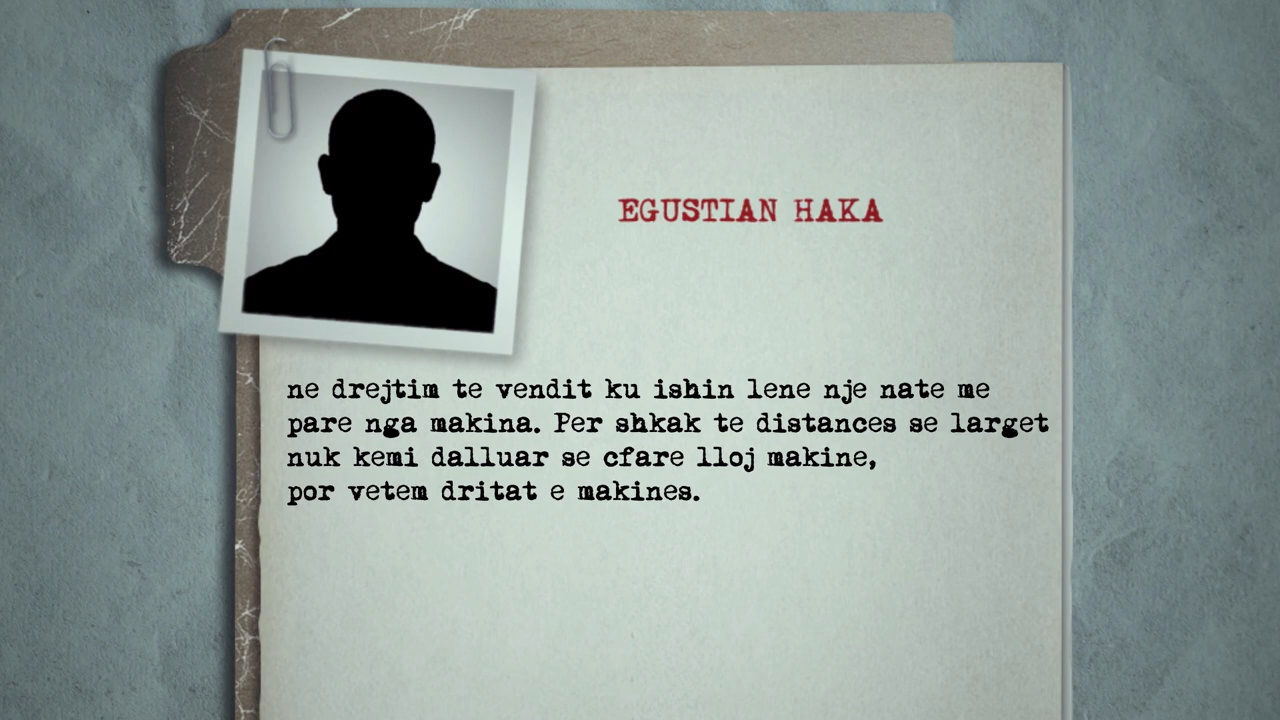 EGUSTIAN HAKA
ne drejtim te vendit ku ishin lene nje nate me
pare nga makina. Per shkak te distances se larget
nuk kemi dalluar se cfare lloj makine,
por vetem dritat e makines.